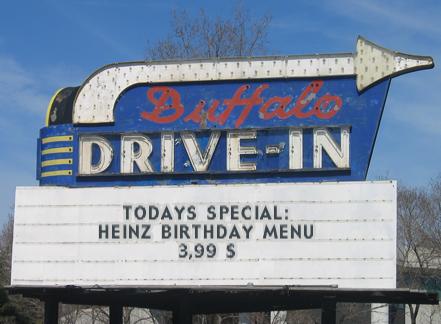 Buffalo
DRIVE-IN
TODAYS SPECIAL:
HEINZ BIRTHDAY MENU
3,99 $